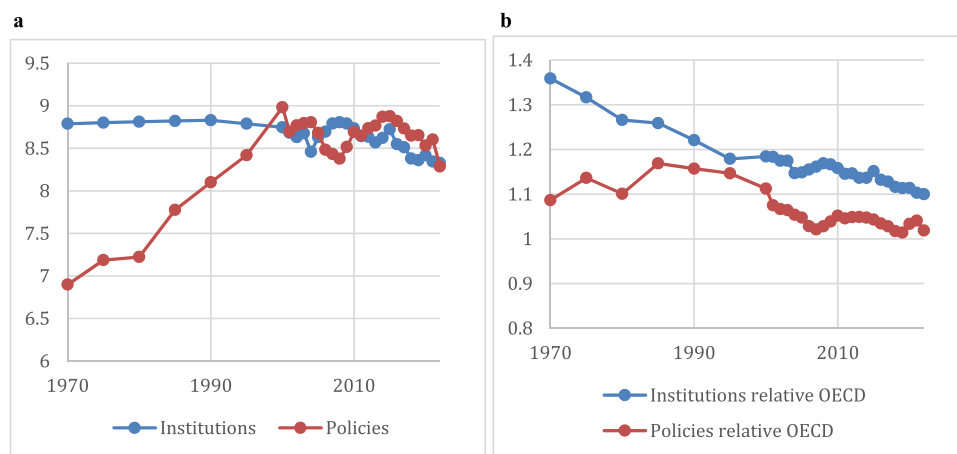 a
9.5
9
8.5
8
7.5
7
6.5
6
1970 1990 2010
Institutions Policies
b
1.4
1.3
1.2
1.1
1
0.9
0.8
1970 1990 2010
Institutions relative OECD
Policies relative OECD